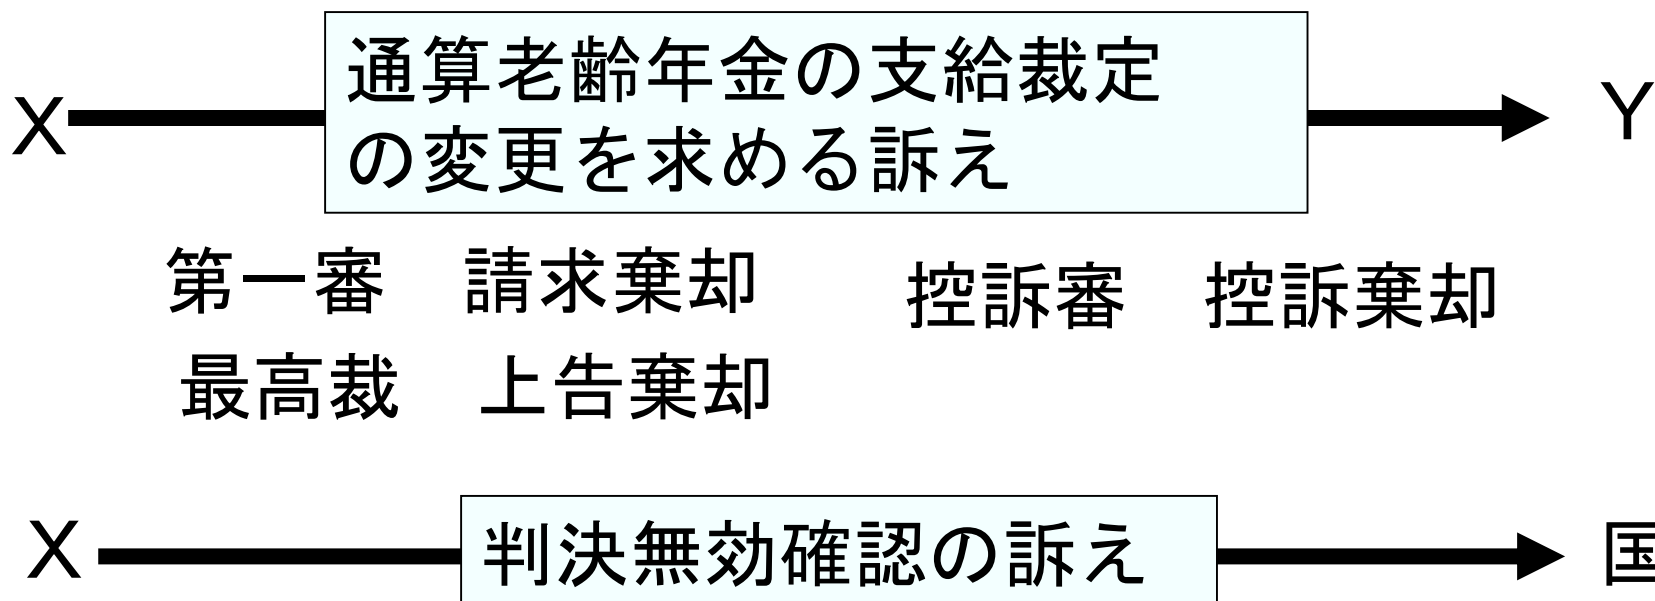 X 通算老齢年金の支給裁定 Y
の変更を求める訴え
第一審 請求棄却 控訴審 控訴棄却
最高裁 上告棄却
X 判決無効確認の訴え 国